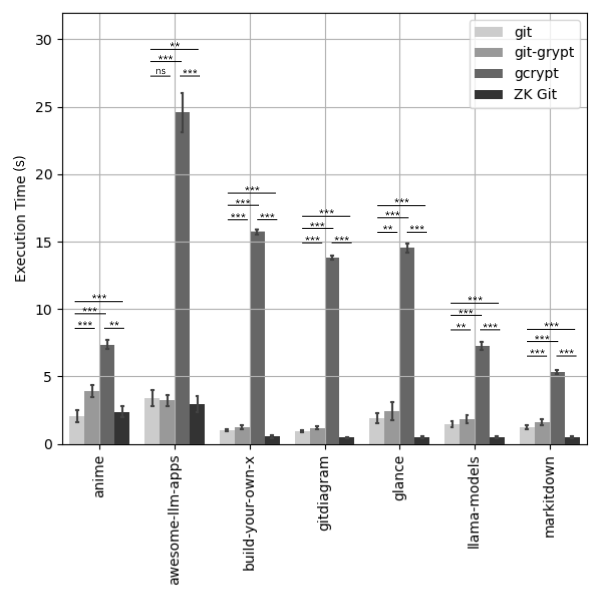 git
git-grypt
gcrypt
ZK Git
Execution Time (s)
30
25
20
15
10
5
0
**
***
ns ***
***
***
*** ***
***
***
*** ***
***
***
** ***
***
***
*** **
***
***
** ***
***
***
*** ***
anime
awesome-llm-apps
build-your-own-x
gitdiagram
glance
llama-models
markitdown